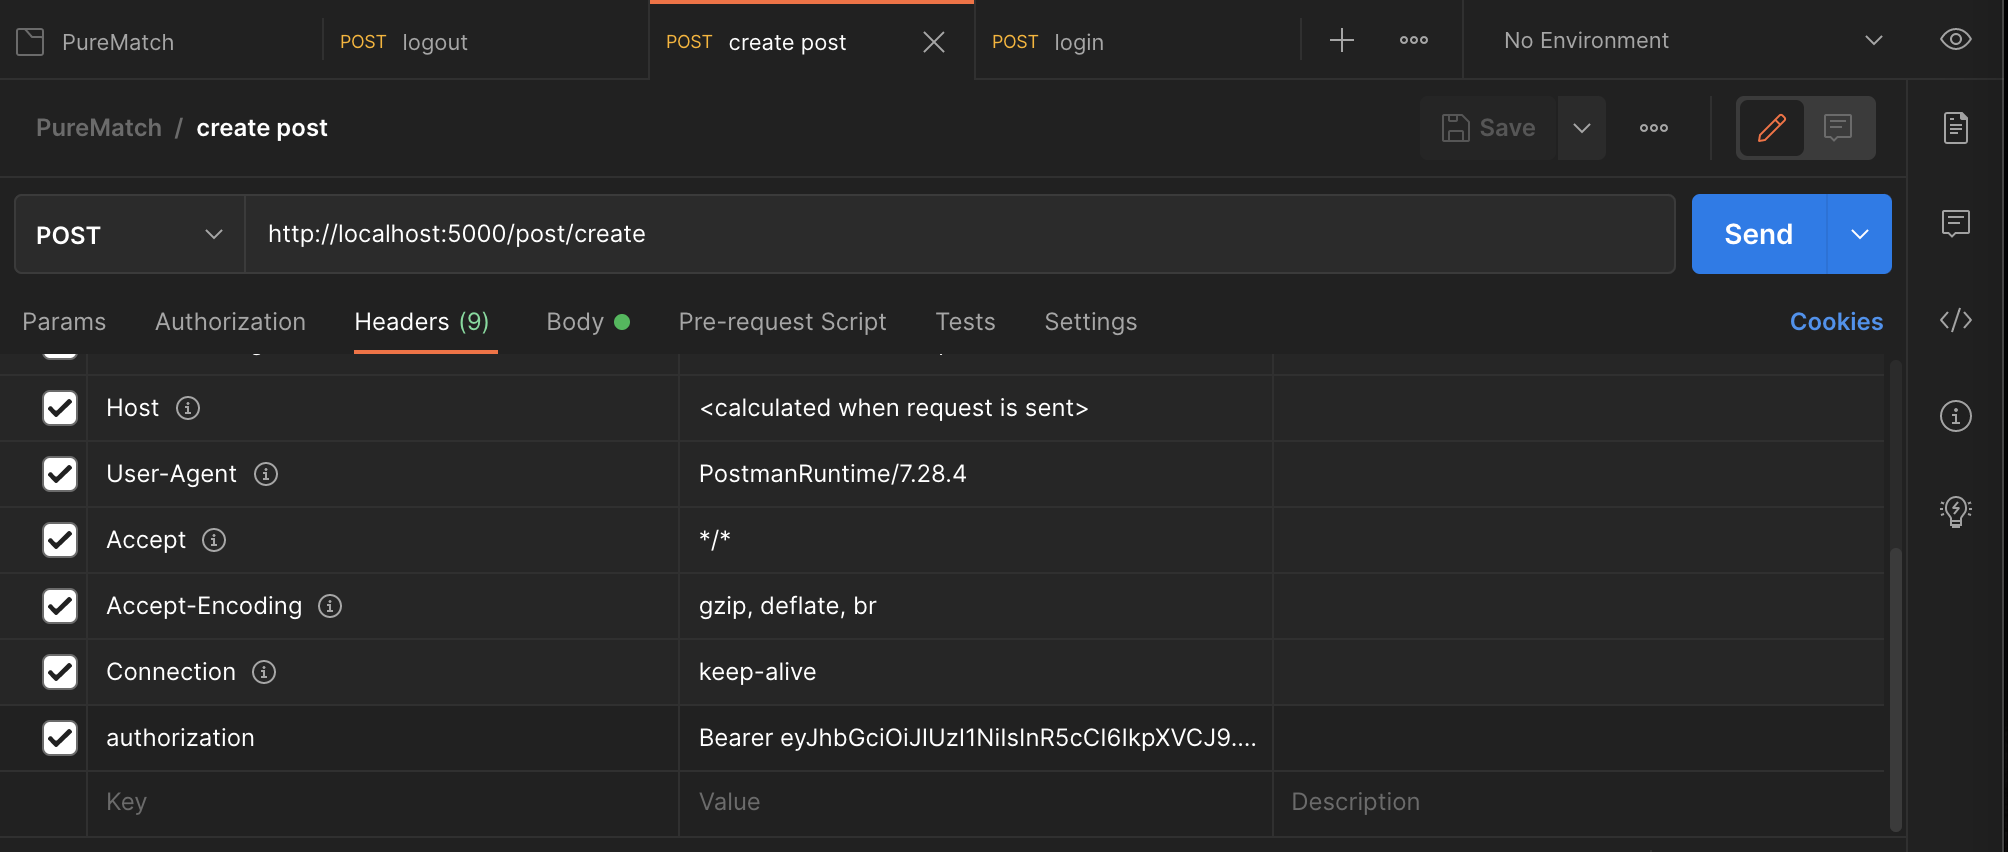 PureMatch
POST logout
POST create post
POST login
No Environment
PureMatch / create post
Save
POST
http://localhost:5000/post/create
Send
Params
Authorization
Headers (9)
Body
Pre-request Script
Tests
Settings
Cookies
Host <calculated when request is sent>
User-Agent PostmanRuntime/7.28.4
Accept */*
Accept-Encoding gzip, deflate, br
Connection keep-alive
authorization Bearer eyJhbGciOiJIUzI1NiIsInR5cCI6IkpXVCJ9....
Key Value Description